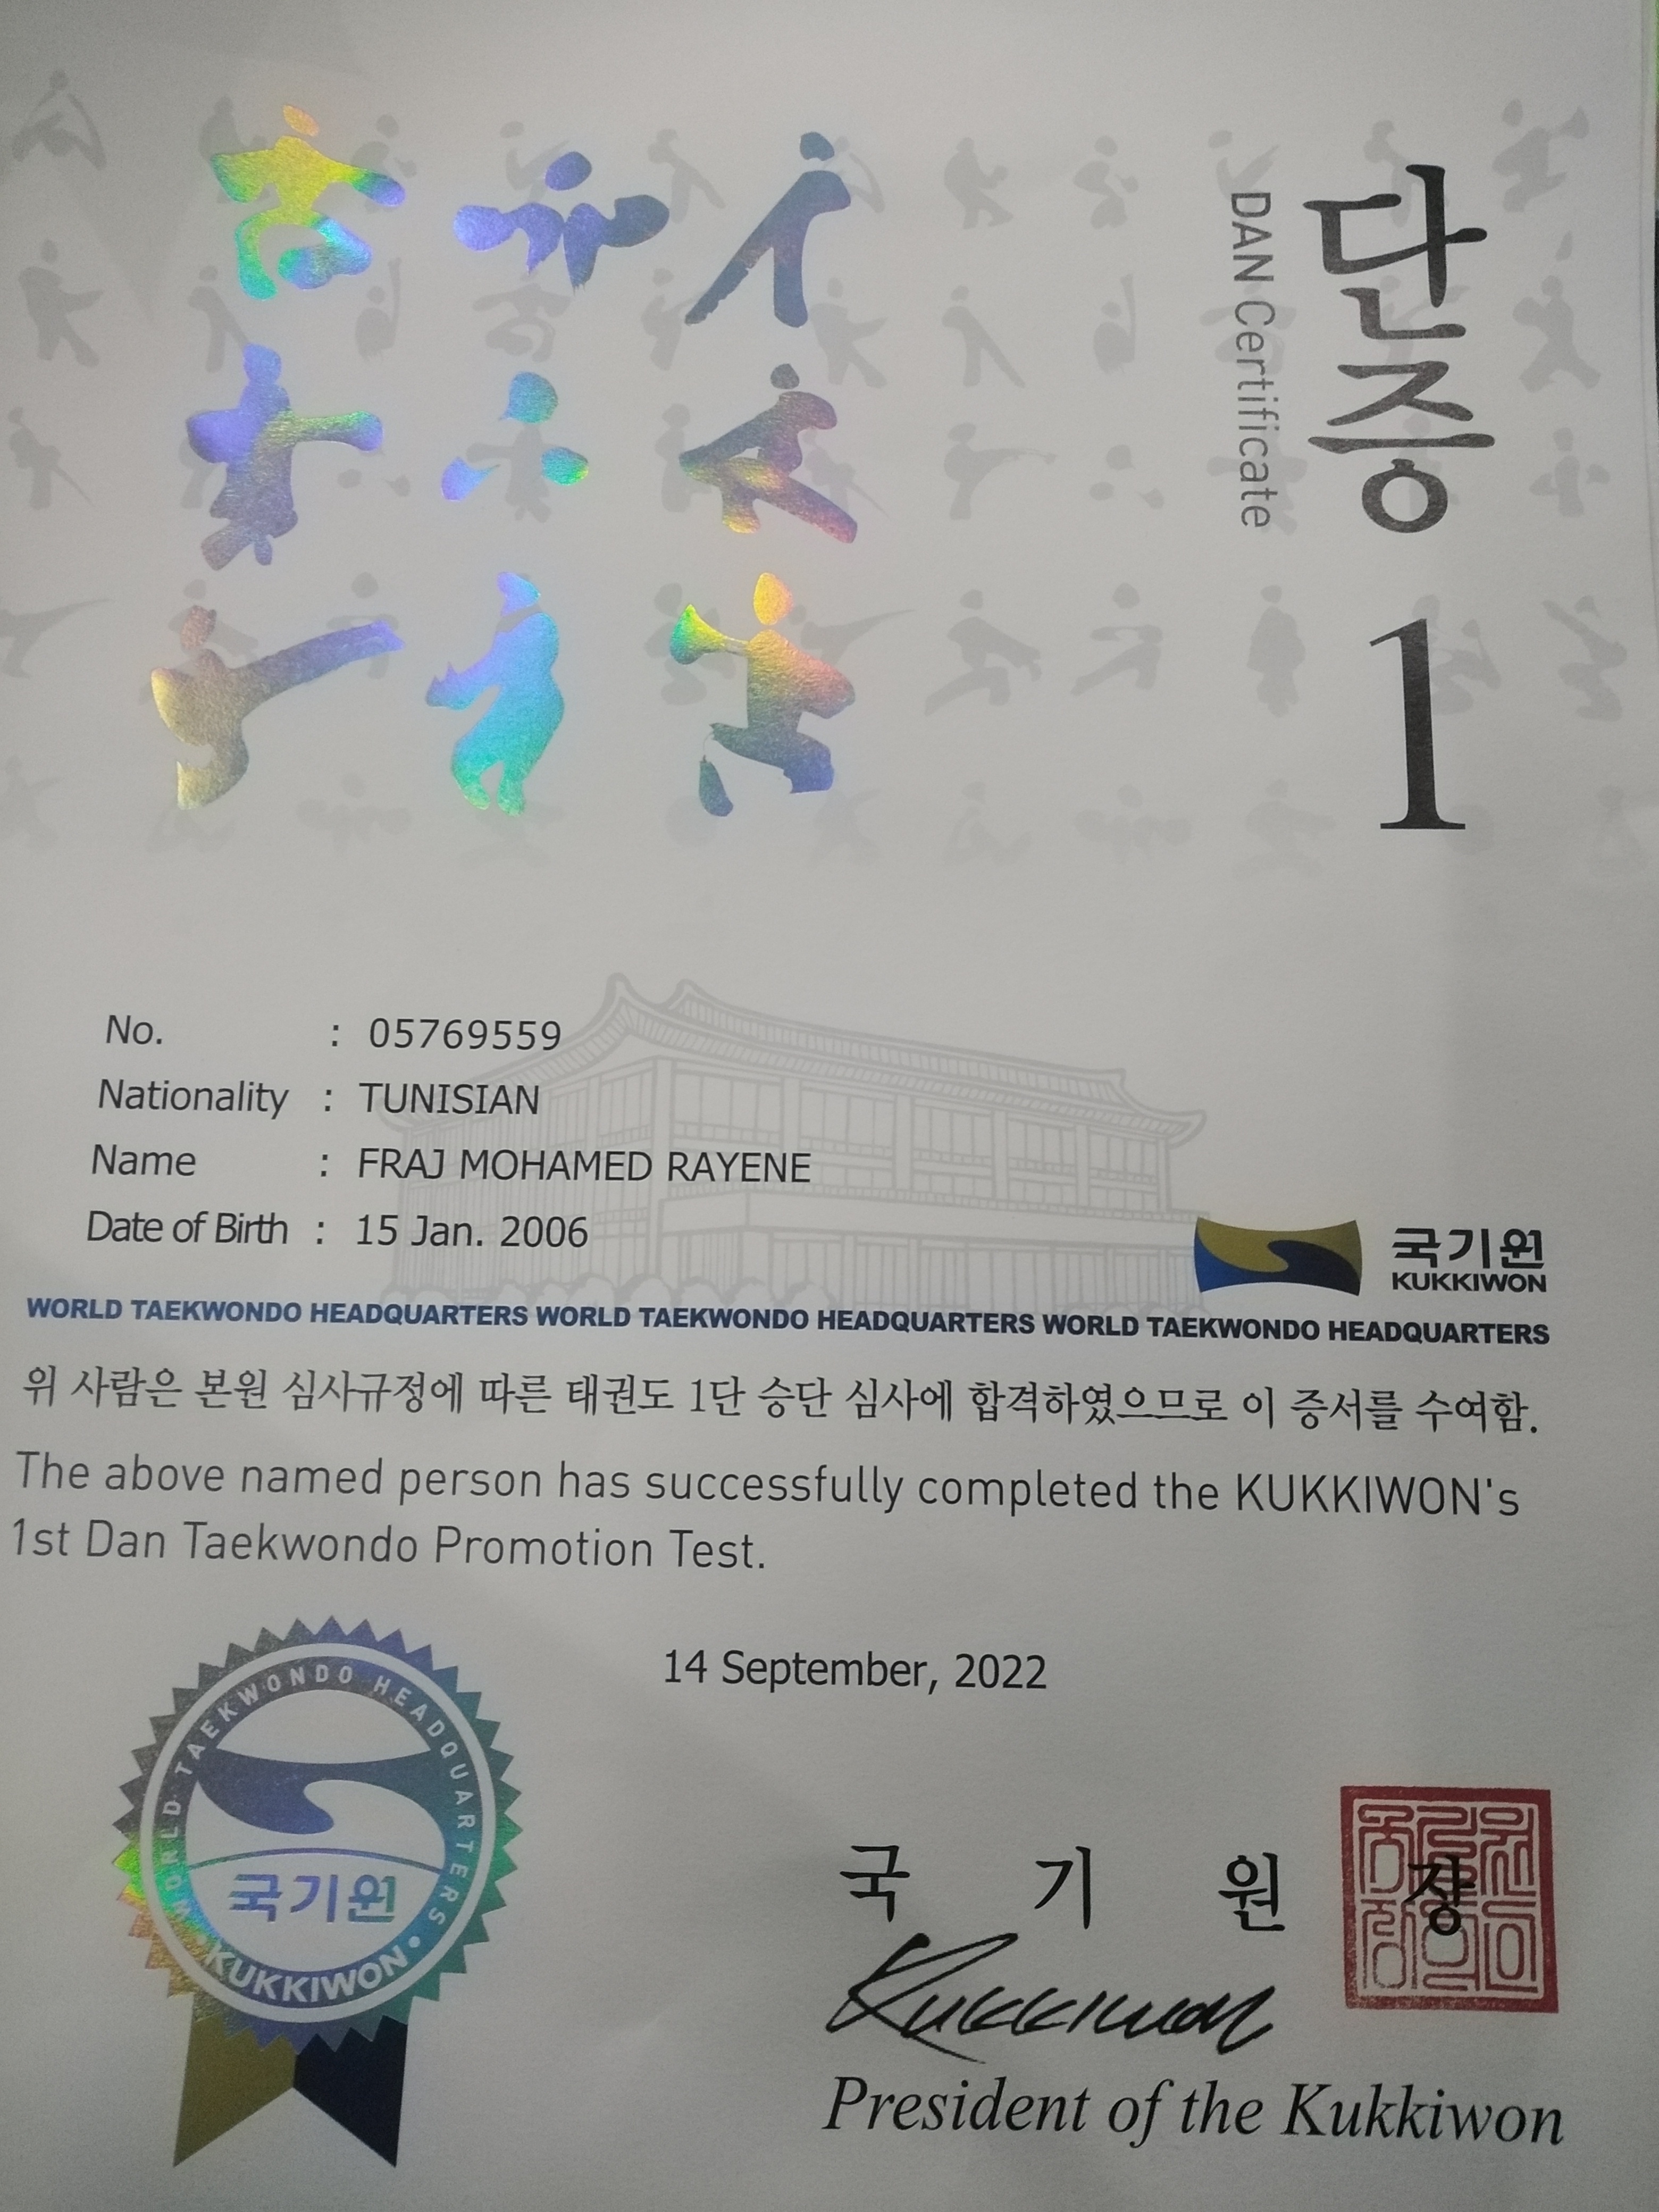 단증 1
DAN Certificate
No. : 05769559
Nationality : TUNISIAN
Name : FRAJ MOHAMED RAYENE
Date of Birth : 15 Jan. 2006
국기원
KUKKIWON
WORLD TAEKWONDO HEADQUARTERS WORLD TAEKWONDO HEADQUARTERS WORLD TAEKWONDO HEADQUARTERS
위 사람은 본원 심사규정에 따른 태권도 1단 승단 심사에 합격하였으므로 이 증서를 수여함.
The above named person has successfully completed the KUKKIWON's
1st Dan Taekwondo Promotion Test.
14 September, 2022
WORLD TAEKWONDO HEADQUARTERS
국기원
• KUKKIWON •
국 기 원 장
Kukkiwon
President of the Kukkiwon